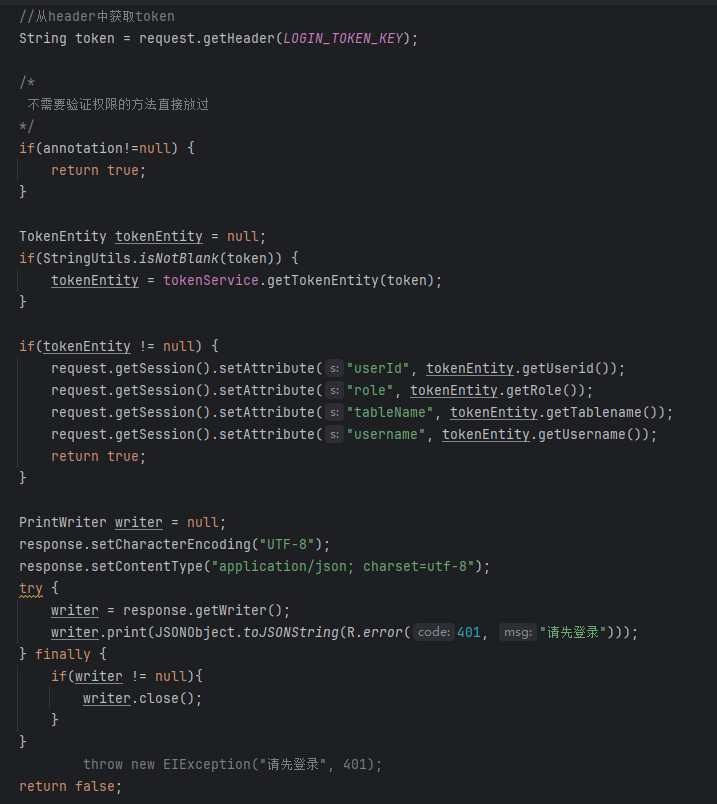 //从header中获取token
String token = request.getHeader(LOGIN_TOKEN_KEY);
/*
不需要验证权限的方法直接放过
*/
if(annotation!=null) {
return true;
}
TokenEntity tokenEntity = null;
if(StringUtils.isNotBlank(token)) {
tokenEntity = tokenService.getTokenEntity(token);
}
if(tokenEntity != null) {
request.getSession().setAttribute( s: "userId", tokenEntity.getUserid());
request.getSession().setAttribute( s: "role", tokenEntity.getRole());
request.getSession().setAttribute( s: "tableName", tokenEntity.getTablename());
request.getSession().setAttribute( s: "username", tokenEntity.getUsername());
return true;
}
PrintWriter writer = null;
response.setCharacterEncoding("UTF-8");
response.setContentType("application/json; charset=utf-8");
try {
writer = response.getWriter();
writer.print(JSONObject.toJSONString(R.error( code: 401, msg: "请先登录")));
} finally {
if(writer != null){
writer.close();
}
}
throw new EIException("请先登录", 401);
return false;